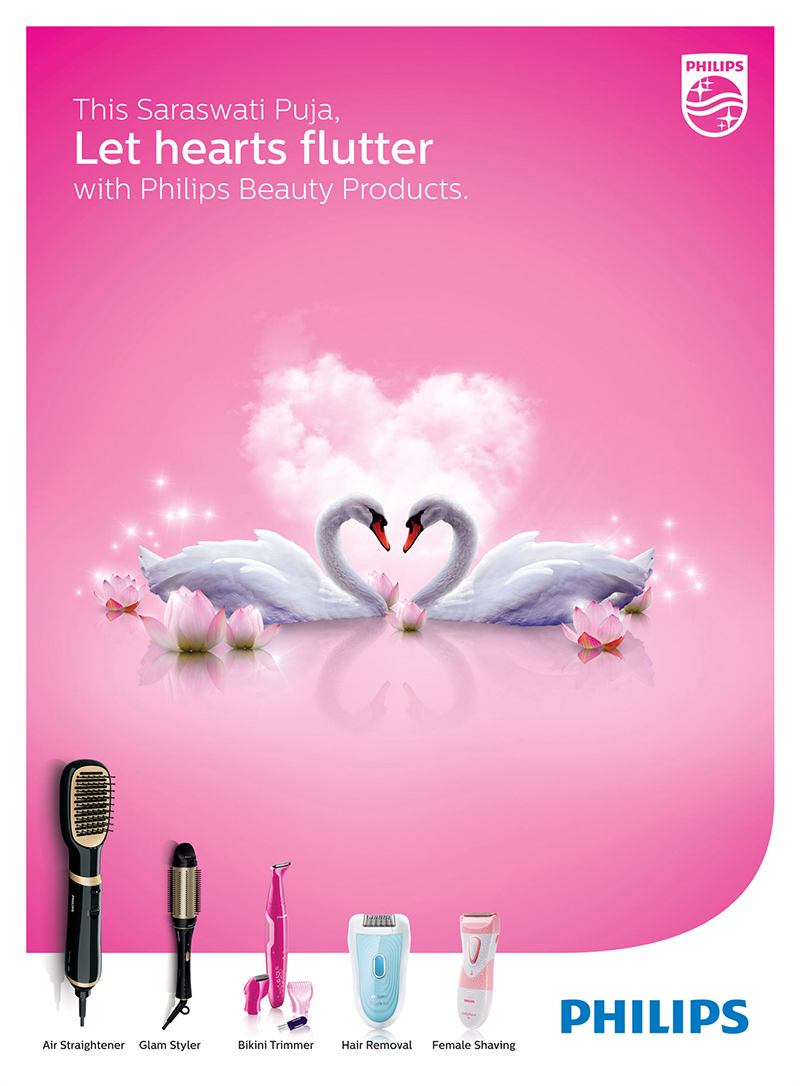 PHILIPS
This Saraswati Puja,
Let hearts flutter
with Philips Beauty Products.
Air Straightener
Glam Styler
Bikini Trimmer
Hair Removal
Female Shaving
PHILIPS